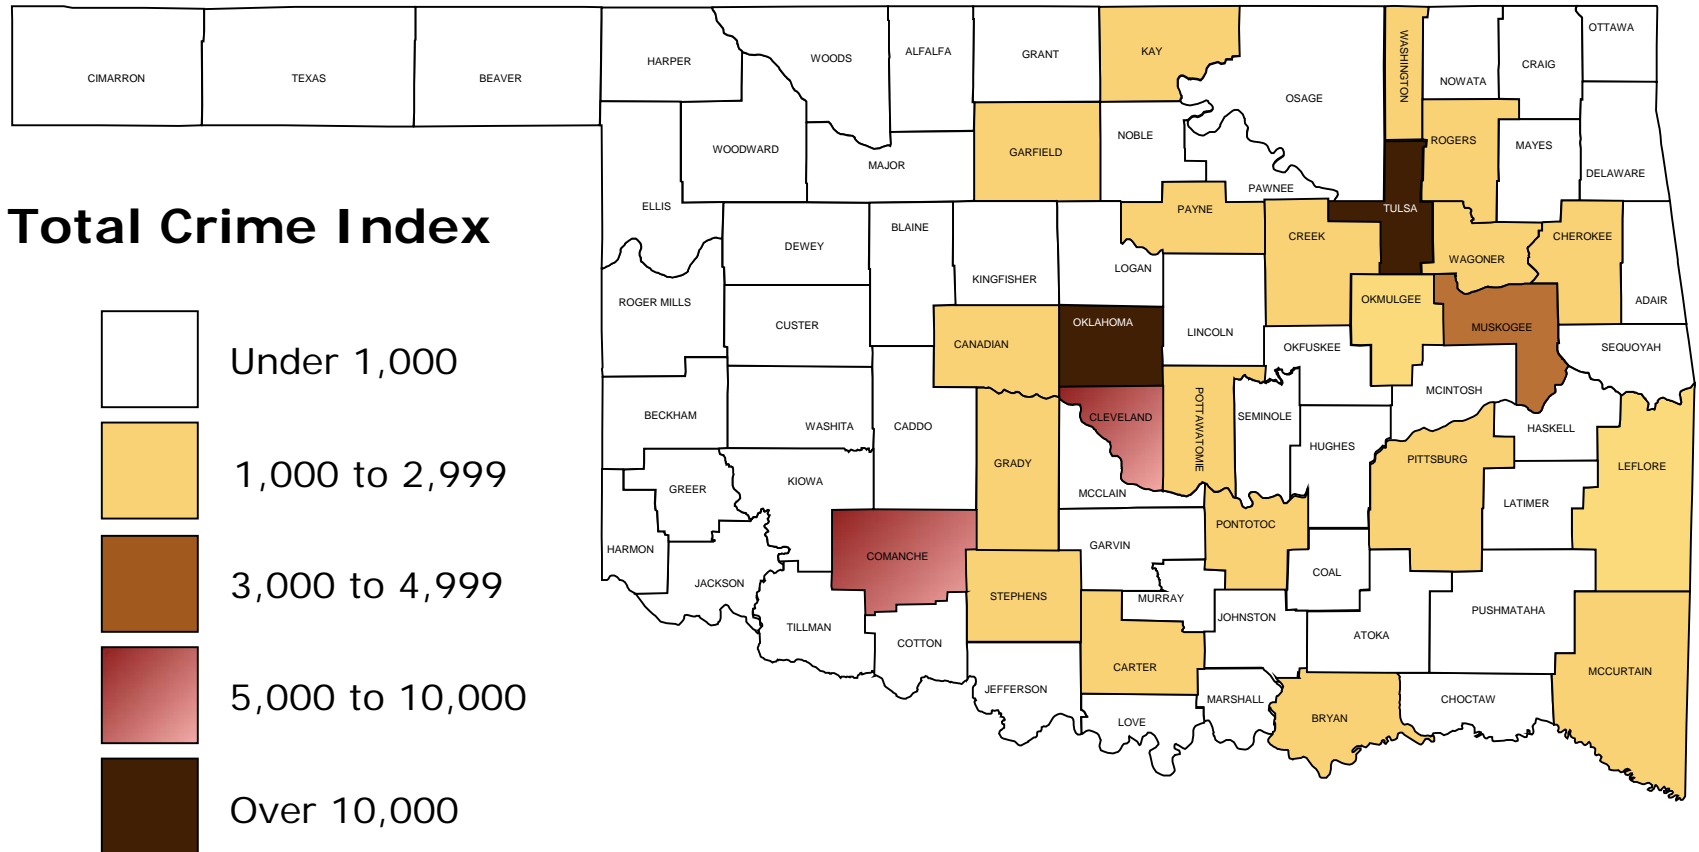 Total Crime Index
Under 1,000
1,000 to 2,999
3,000 to 4,999
5,000 to 10,000
Over 10,000
CIMARRON
TEXAS
BEAVER
HARPER
WOODS
ALFALFA
GRANT
KAY
OSAGE
WASHINGTON
NOWATA
CRAIG
OTTAWA
WOODWARD
MAJOR
GARFIELD
NOBLE
PAWNEE
ROGERS
MAYES
DELAWARE
ELLIS
DEWEY
BLAINE
KINGFISHER
LOGAN
PAYNE
CREEK
TULSA
WAGONER
CHEROKEE
ADAIR
ROGER MILLS
CUSTER
CANADIAN
OKLAHOMA
LINCOLN
OKFUSKEE
OKMULGEE
MUSKOGEE
SEQUOYAH
BECKHAM
WASHITA
CADDO
GRADY
CLEVELAND
POTTAWATOMIE
SEMINOLE
HUGHES
MCINTOSH
HASKELL
PITTSBURG
LEFLORE
GREER
KIOWA
MCCLAIN
LATIMER
HARMON
JACKSON
COMANCHE
GARVIN
PONTOTOC
COAL
TILLMAN
COTTON
STEPHENS
MURRAY
JOHNSTON
ATOKA
PUSHMATAHA
JEFFERSON
CARTER
LOVE
MARSHALL
BRYAN
CHOCTAW
MCCURTAIN